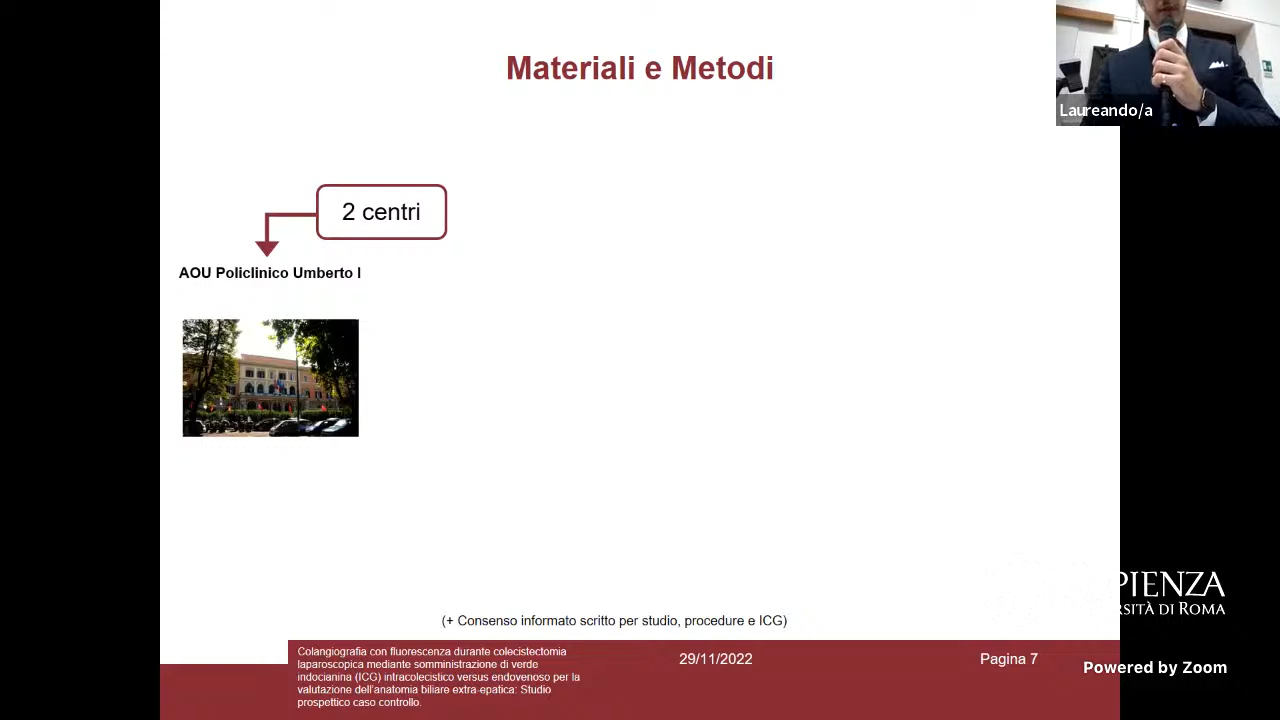 Materiali e Metodi
Laureando/a
2 centri
AOU Policlinico Umberto I
PIENZA
RSITÀ DI ROMA
(+ Consenso informato scritto per studio, procedure e ICG)
Colangiografia con fluorescenza durante colecistectomia
laparoscopica mediante somministrazione di verde
indocianina (ICG) intracolecistico versus endovenoso per la
valutazione dell'anatomia biliare extra-epatica: Studio
prospettico caso controllo.
29/11/2022
Pagina 7
Powered by Zoom